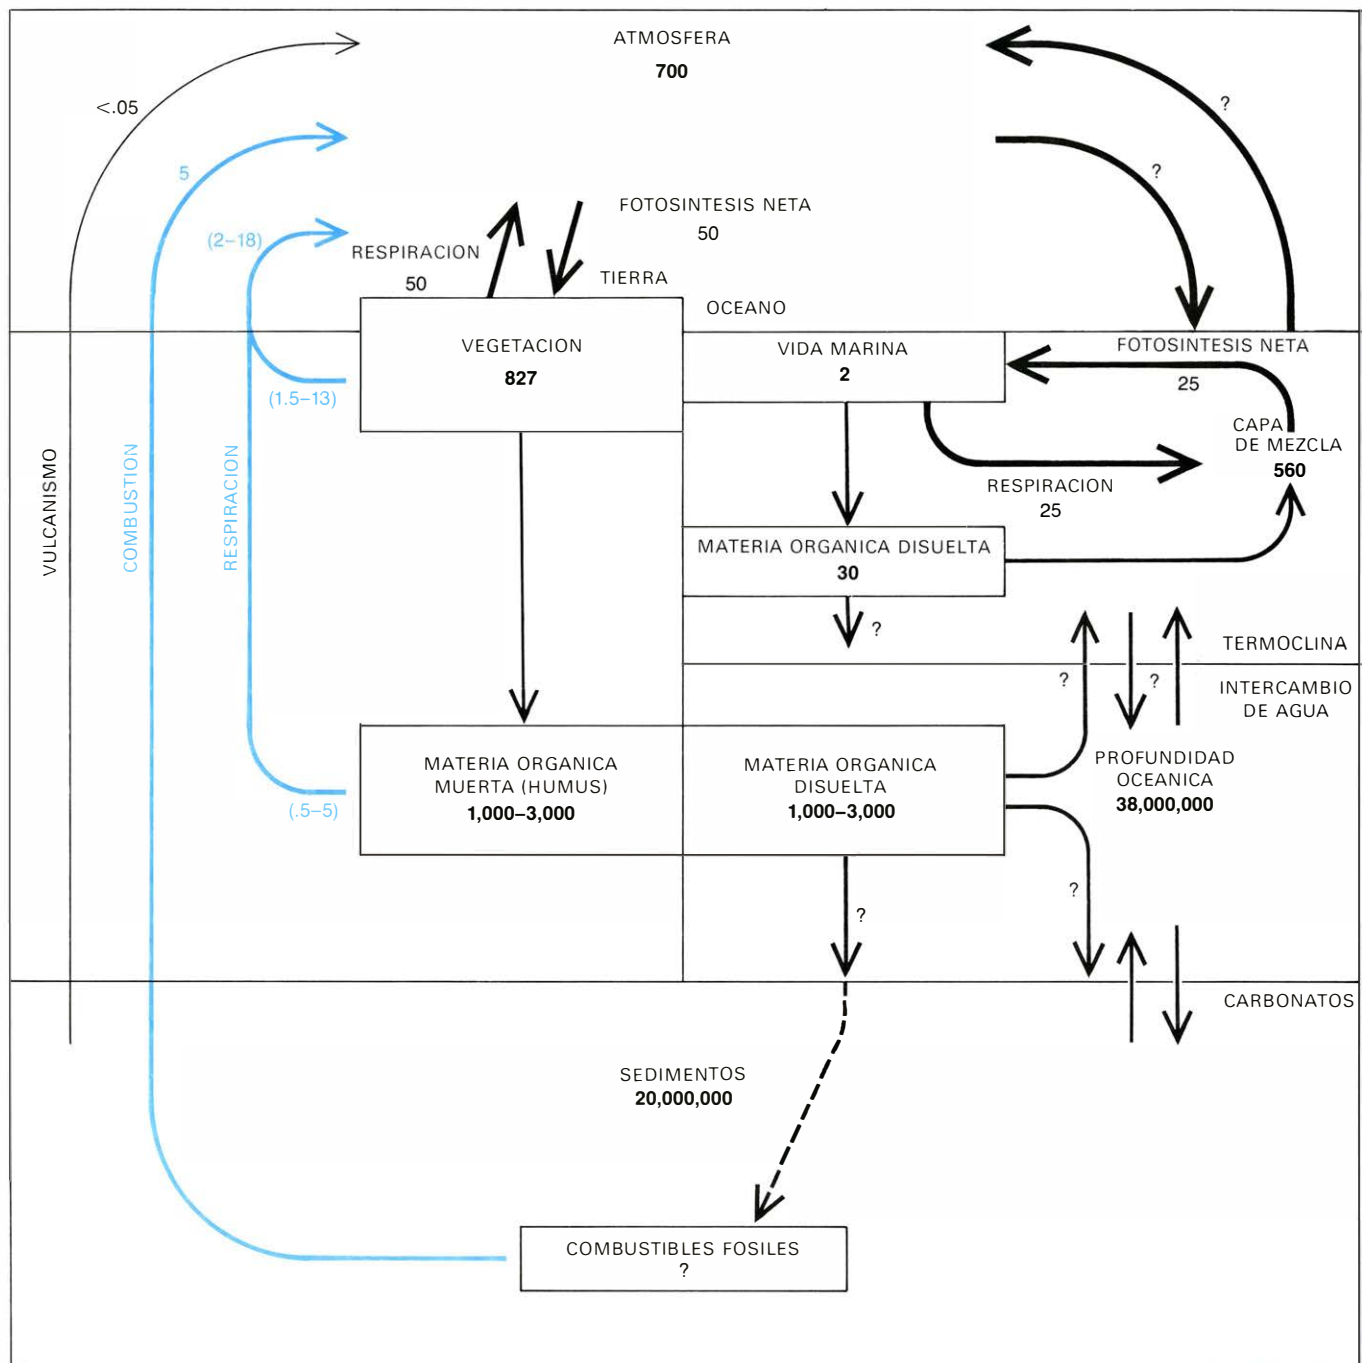 ATMOSFERA
700
<.05
?
5
?
(2–18)
FOTOSINTESIS NETA
50
RESPIRACION
50
TIERRA
OCEANO
VEGETACION
827
VIDA MARINA
2
FOTOSINTESIS NETA
25
(1.5–13)
CAPA
DE MEZCLA
560
VULCANISMO
COMBUSTION
RESPIRACION
RESPIRACION
25
MATERIA ORGANICA DISUELTA
30
?
TERMOCLINA
?
?
INTERCAMBIO
DE AGUA
MATERIA ORGANICA
MUERTA (HUMUS)
1,000–3,000
MATERIA ORGANICA
DISUELTA
1,000–3,000
PROFUNDIDAD
OCEANICA
38,000,000
(.5–5)
?
?
CARBONATOS
SEDIMENTOS
20,000,000
COMBUSTIBLES FOSILES
?